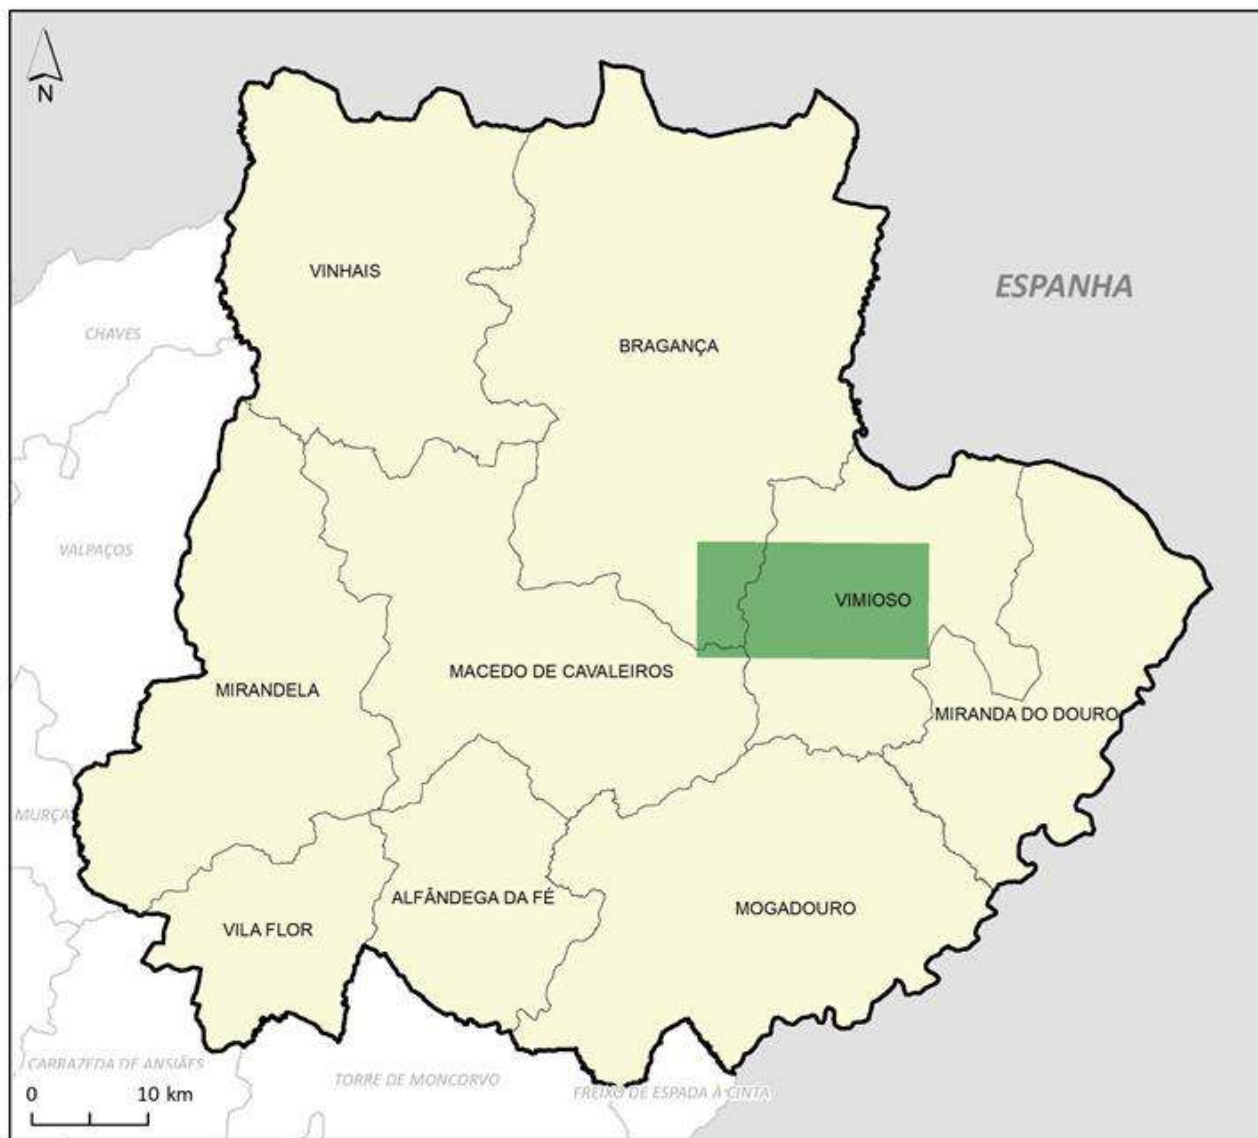 N
ESPANHA
VINHAIS
CHAVES
BRAGANÇA
VALPAÇOS
VIMIOSO
MACEDO DE CAVALEIROS
MIRANDELA
MIRANDA DO DOURO
MURÇA
ALFÂNDEGA DA FÉ
MOGADOURO
VILA FLOR
CARRAZEDA DE ANSIÃES
TORRE DE MONCORVO
FREIXO DE ESPADA À CINTA
0 10 km